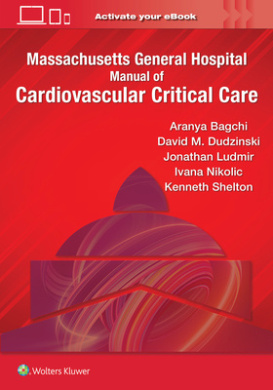 Activate your eBook
Massachusetts General Hospital
Manual of
Cardiovascular Critical Care
Aranya Bagchi
David M. Dudzinski
Jonathan Ludmir
Ivana Nikolic
Kenneth Shelton
Wolters Kluwer